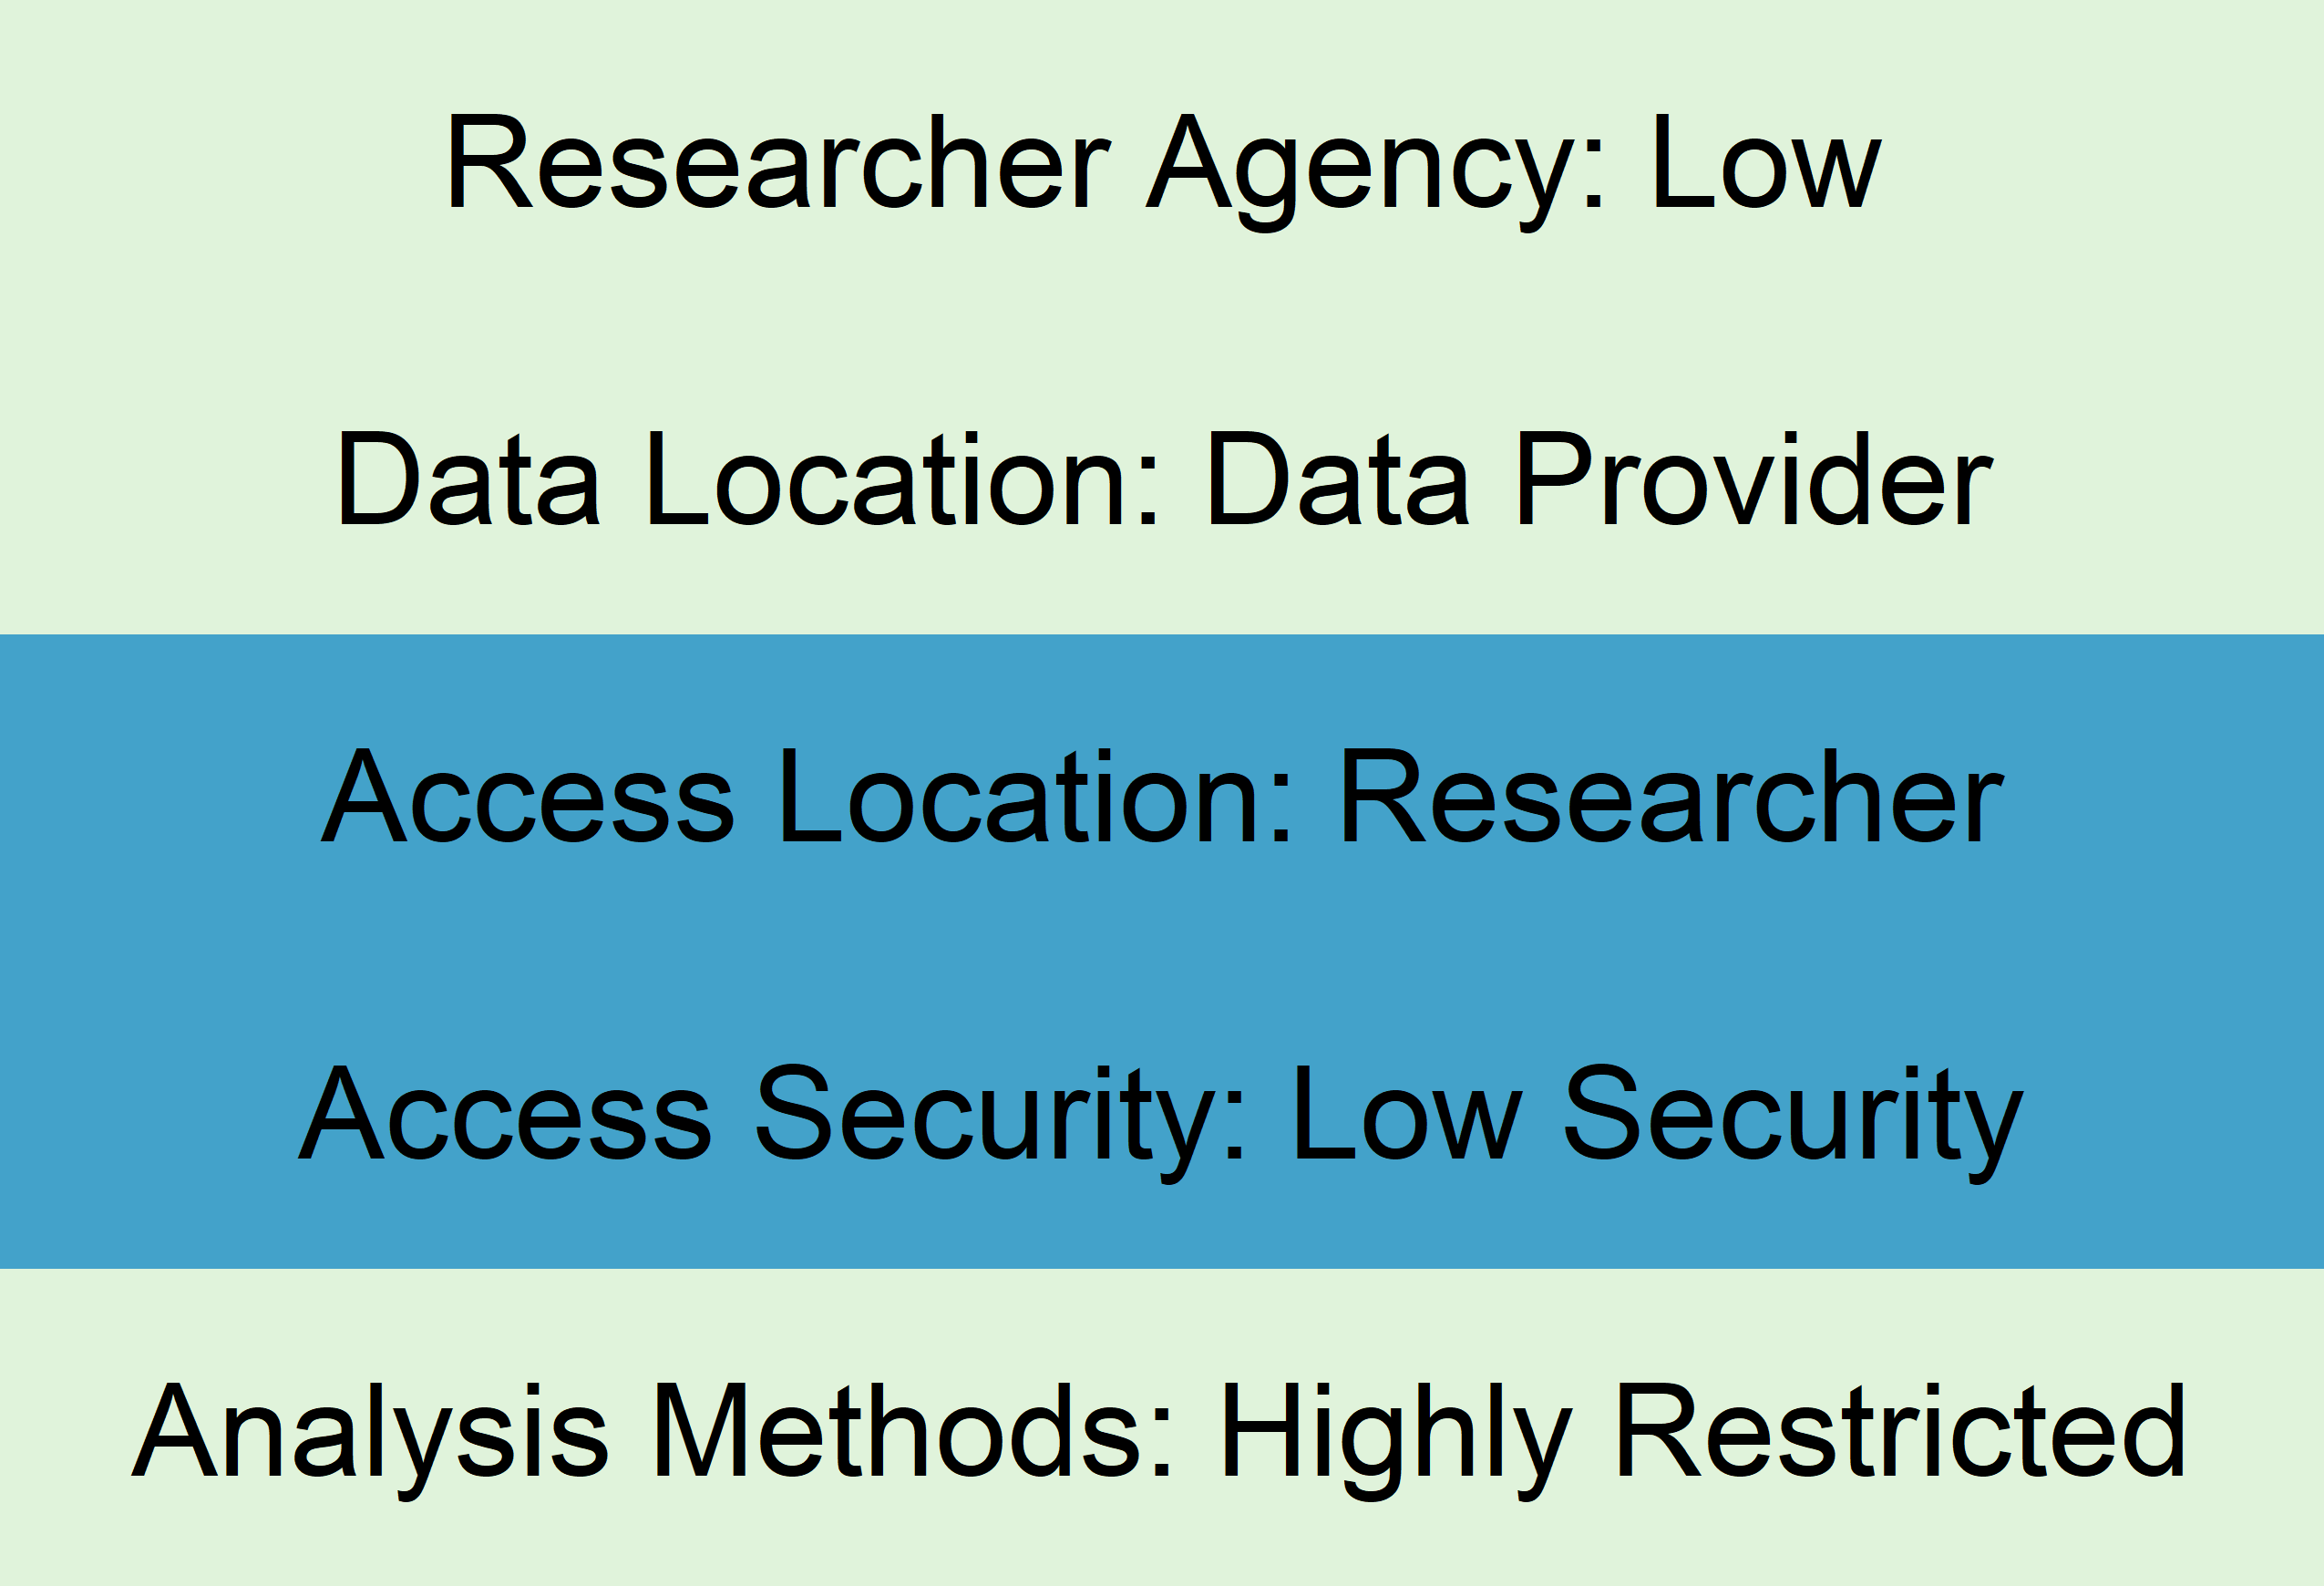 Researcher Agency: Low
Data Location: Data Provider
Access Location: Researcher
Access Security: Low Security
Analysis Methods: Highly Restricted